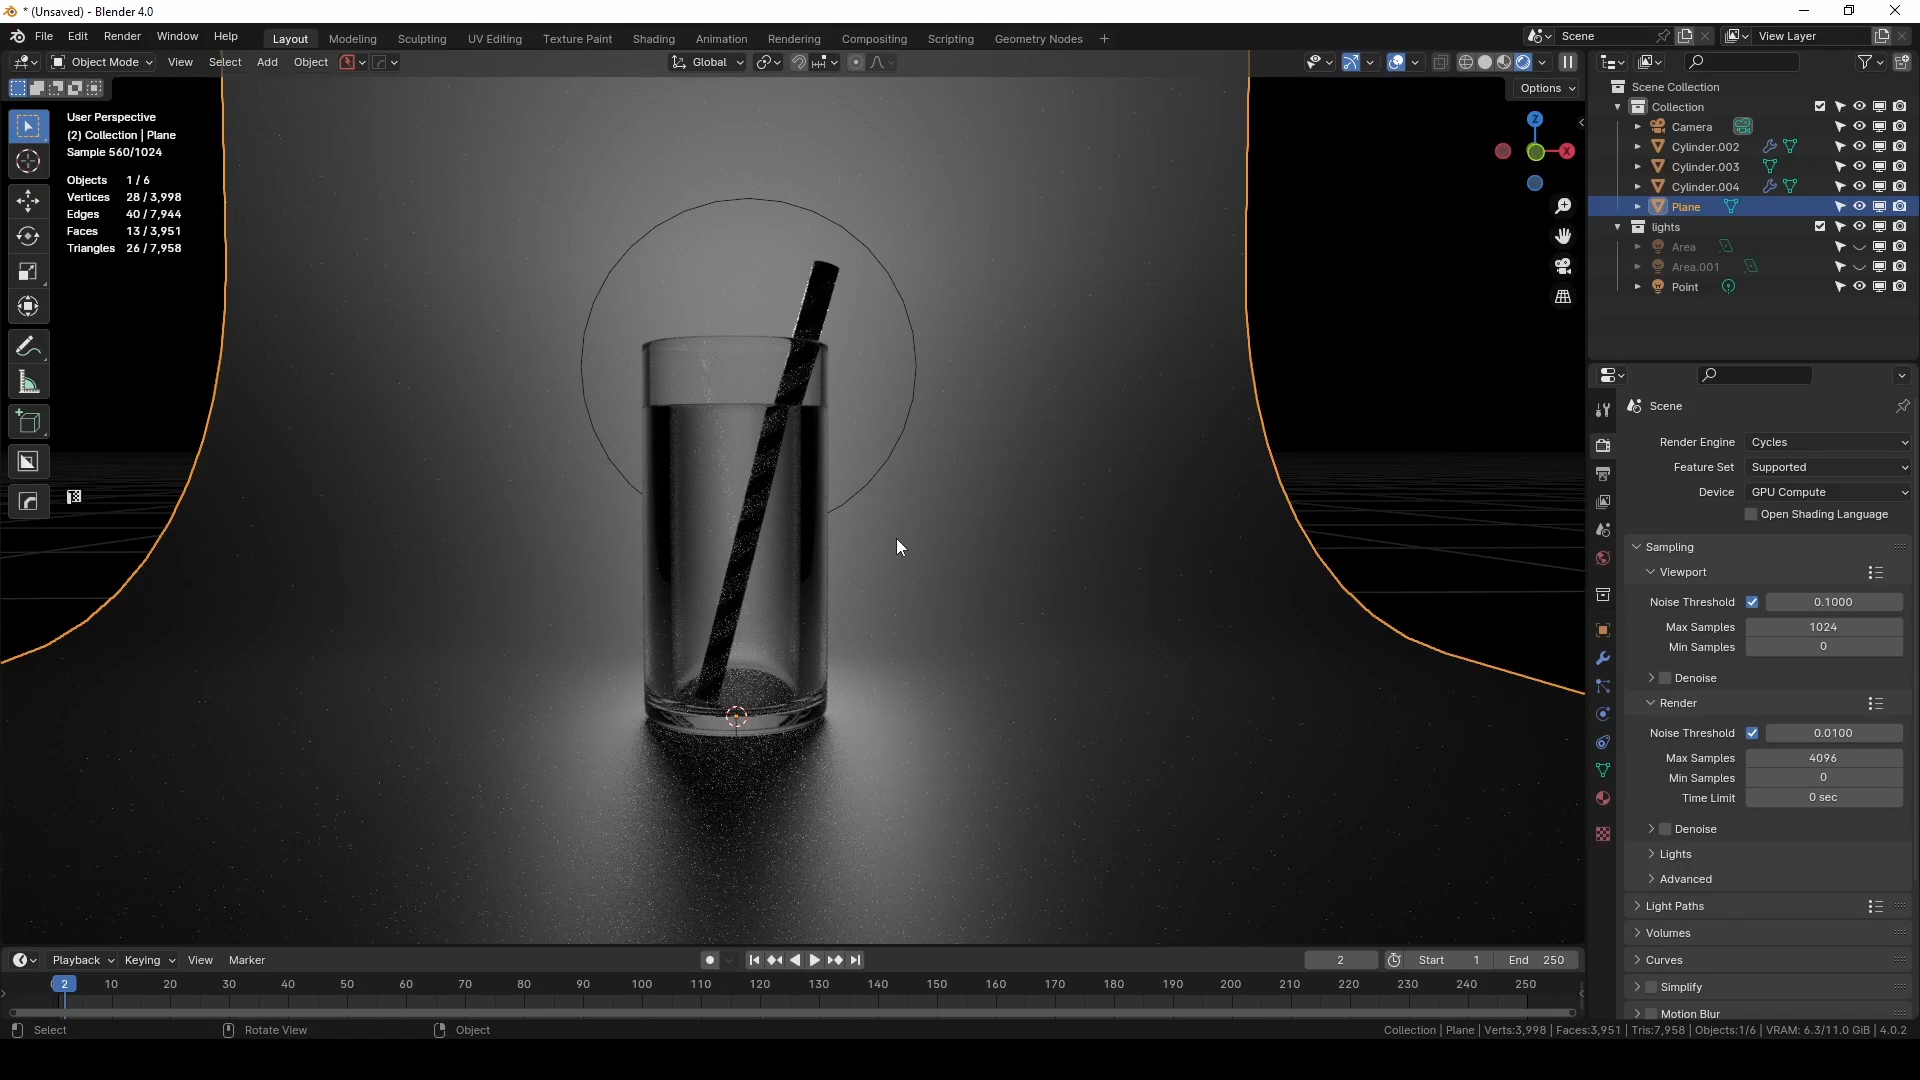 * (Unsaved) - Blender 4.0
File Edit Render Window Help
Layout Modeling Sculpting UV Editing Texture Paint Shading Animation Rendering Compositing Scripting Geometry Nodes +
Scene
View Layer
Object Mode View Select Add Object
Global
Options
User Perspective
(2) Collection | Plane
Sample 560/1024
Objects 1 / 6
Vertices 28 / 3,998
Edges 40 / 7,944
Faces 13 / 3,951
Triangles 26 / 7,958
Z
X
Scene Collection
Collection
Camera
Cylinder.002
Cylinder.003
Cylinder.004
Plane
lights
Area
Area.001
Point
Scene
Render Engine Cycles
Feature Set Supported
Device GPU Compute
Open Shading Language
Sampling
Viewport
Noise Threshold 0.1000
Max Samples 1024
Min Samples 0
Denoise
Render
Noise Threshold 0.0100
Max Samples 4096
Min Samples 0
Time Limit 0 sec
Denoise
Lights
Advanced
Light Paths
Volumes
Curves
Simplify
Motion Blur
Playback Keying View Marker
2
Start 1 End 250
2 10 20 30 40 50 60 70 80 90 100 110 120 130 140 150 160 170 180 190 200 210 220 230 240 250
Select Rotate View Object
Collection | Plane | Verts:3,998 | Faces:3,951 | Tris:7,958 | Objects:1/6 | VRAM: 6.3/11.0 GiB | 4.0.2